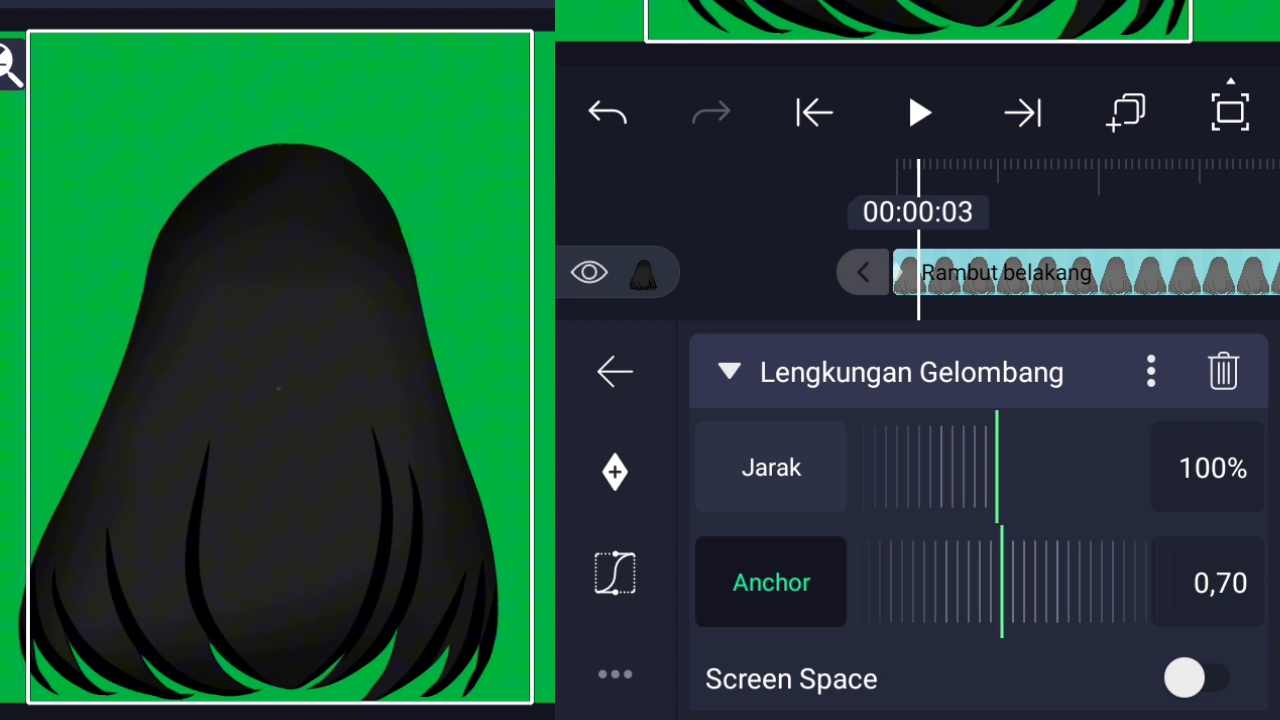 00:00:03
Rambut belakang
Lengkungan Gelombang
Jarak
100%
Anchor
0,70
Screen Space